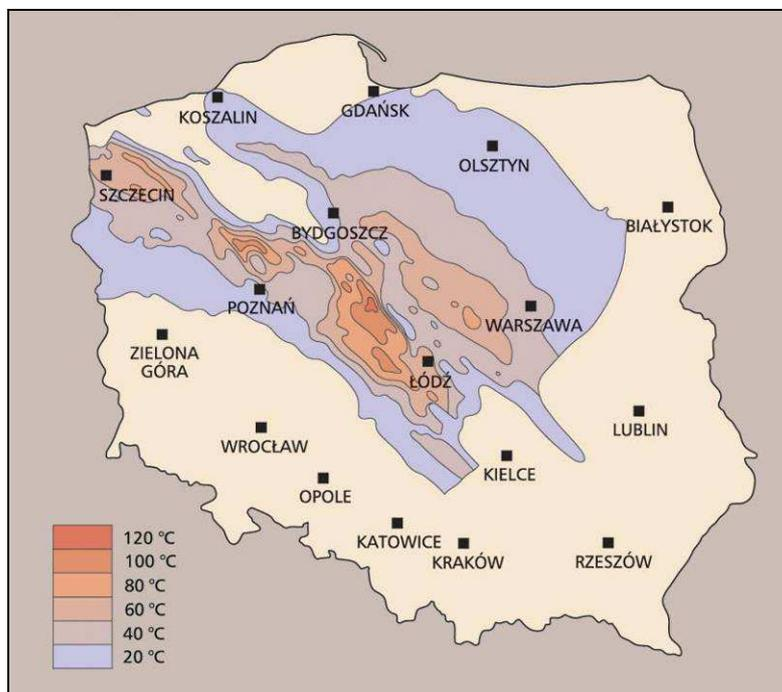 KOSZALIN
GDAŃSK
OLSZTYN
SZCZECIN
BIAŁYSTOK
BYDGOSZCZ
POZNAŃ
WARSZAWA
ZIELONA
GÓRA
ŁÓDŹ
LUBLIN
WROCŁAW
KIELCE
OPOLE
KATOWICE
KRAKÓW
RZESZÓW
120 °C
100 °C
80 °C
60 °C
40 °C
20 °C